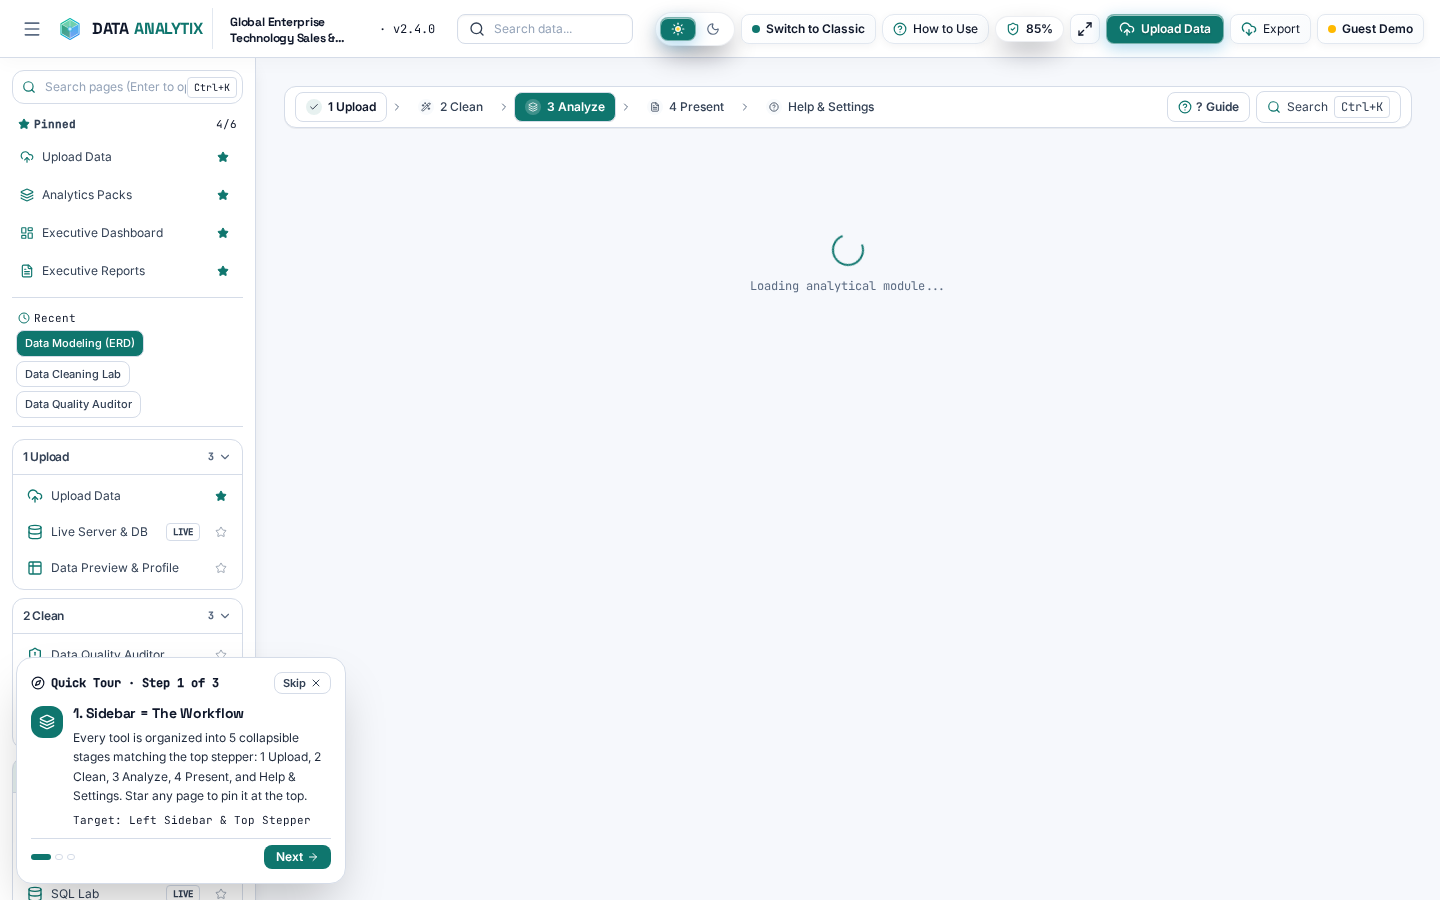 DATA ANALYTIX
Global Enterprise
Technology Sales &...
· v2.4.0
Search data...
Switch to Classic
How to Use
85%
Upload Data
Export
Guest Demo
Search pages (Enter to op
Ctrl+K
Pinned
4/6
Upload Data
Analytics Packs
Executive Dashboard
Executive Reports
Recent
Data Modeling (ERD)
Data Cleaning Lab
Data Quality Auditor
1 Upload
3
Upload Data
Live Server & DB
LIVE
Data Preview & Profile
2 Clean
3
Data Quality Auditor
Quick Tour · Step 1 of 3
Skip
1. Sidebar = The Workflow
Every tool is organized into 5 collapsible
stages matching the top stepper: 1 Upload, 2
Clean, 3 Analyze, 4 Present, and Help &
Settings. Star any page to pin it at the top.
Target: Left Sidebar & Top Stepper
Next
SQL Lab
LIVE
1 Upload
2 Clean
3 Analyze
4 Present
Help & Settings
? Guide
Search
Ctrl+K
Loading analytical module...